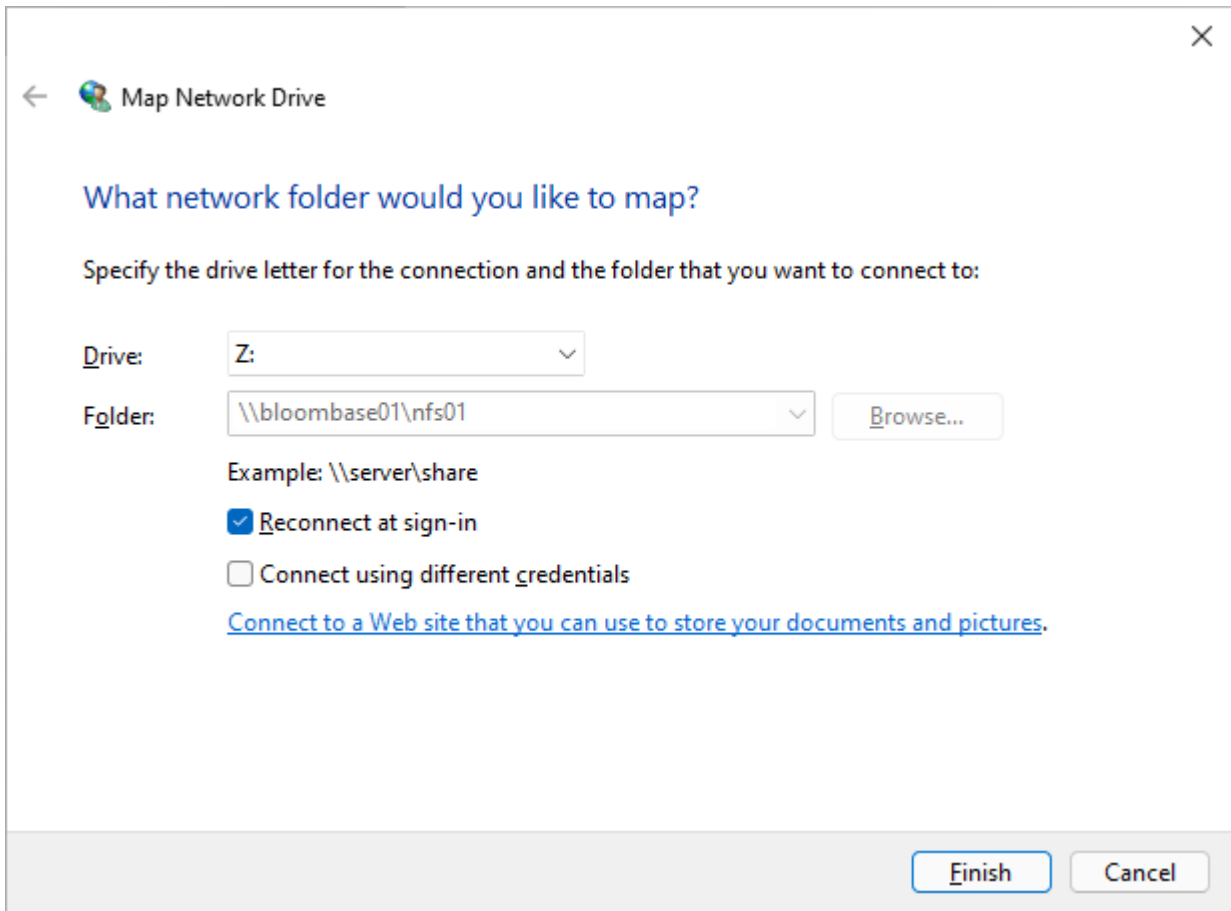 Map Network Drive
What network folder would you like to map?
Specify the drive letter for the connection and the folder that you want to connect to:
Drive: Z:
Folder: \\bloombase01\nfs01 Browse...
Example: \\server\share
Reconnect at sign-in
Connect using different credentials
Connect to a Web site that you can use to store your documents and pictures.
Finish Cancel